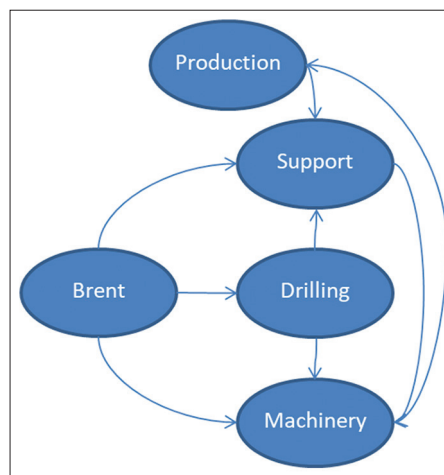 Production
Support
Brent
Drilling
Machinery